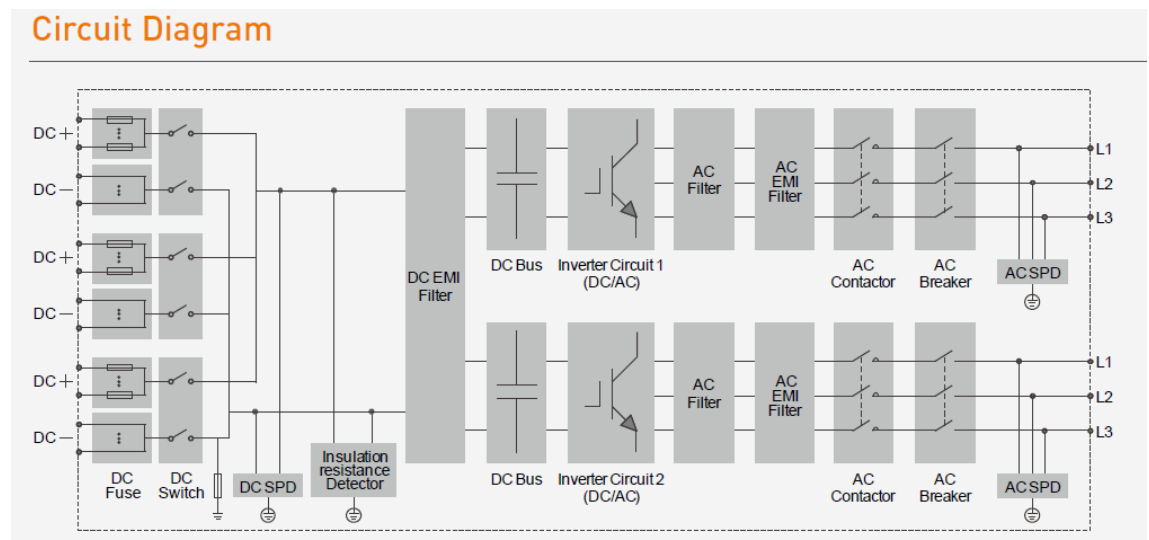 Circuit Diagram
DC+
DC—
DC+
DC—
DC+
DC—
DC
Fuse
DC
Switch
DC SPD
Insulation
resistance
Detector
DC EMI
Filter
DC Bus
Inverter Circuit 1
(DC/AC)
AC
Filter
AC
EMI
Filter
AC
Contactor
AC
Breaker
AC SPD
L1
L2
L3
DC Bus
Inverter Circuit 2
(DC/AC)
AC
Filter
AC
EMI
Filter
AC
Contactor
AC
Breaker
AC SPD
L1
L2
L3